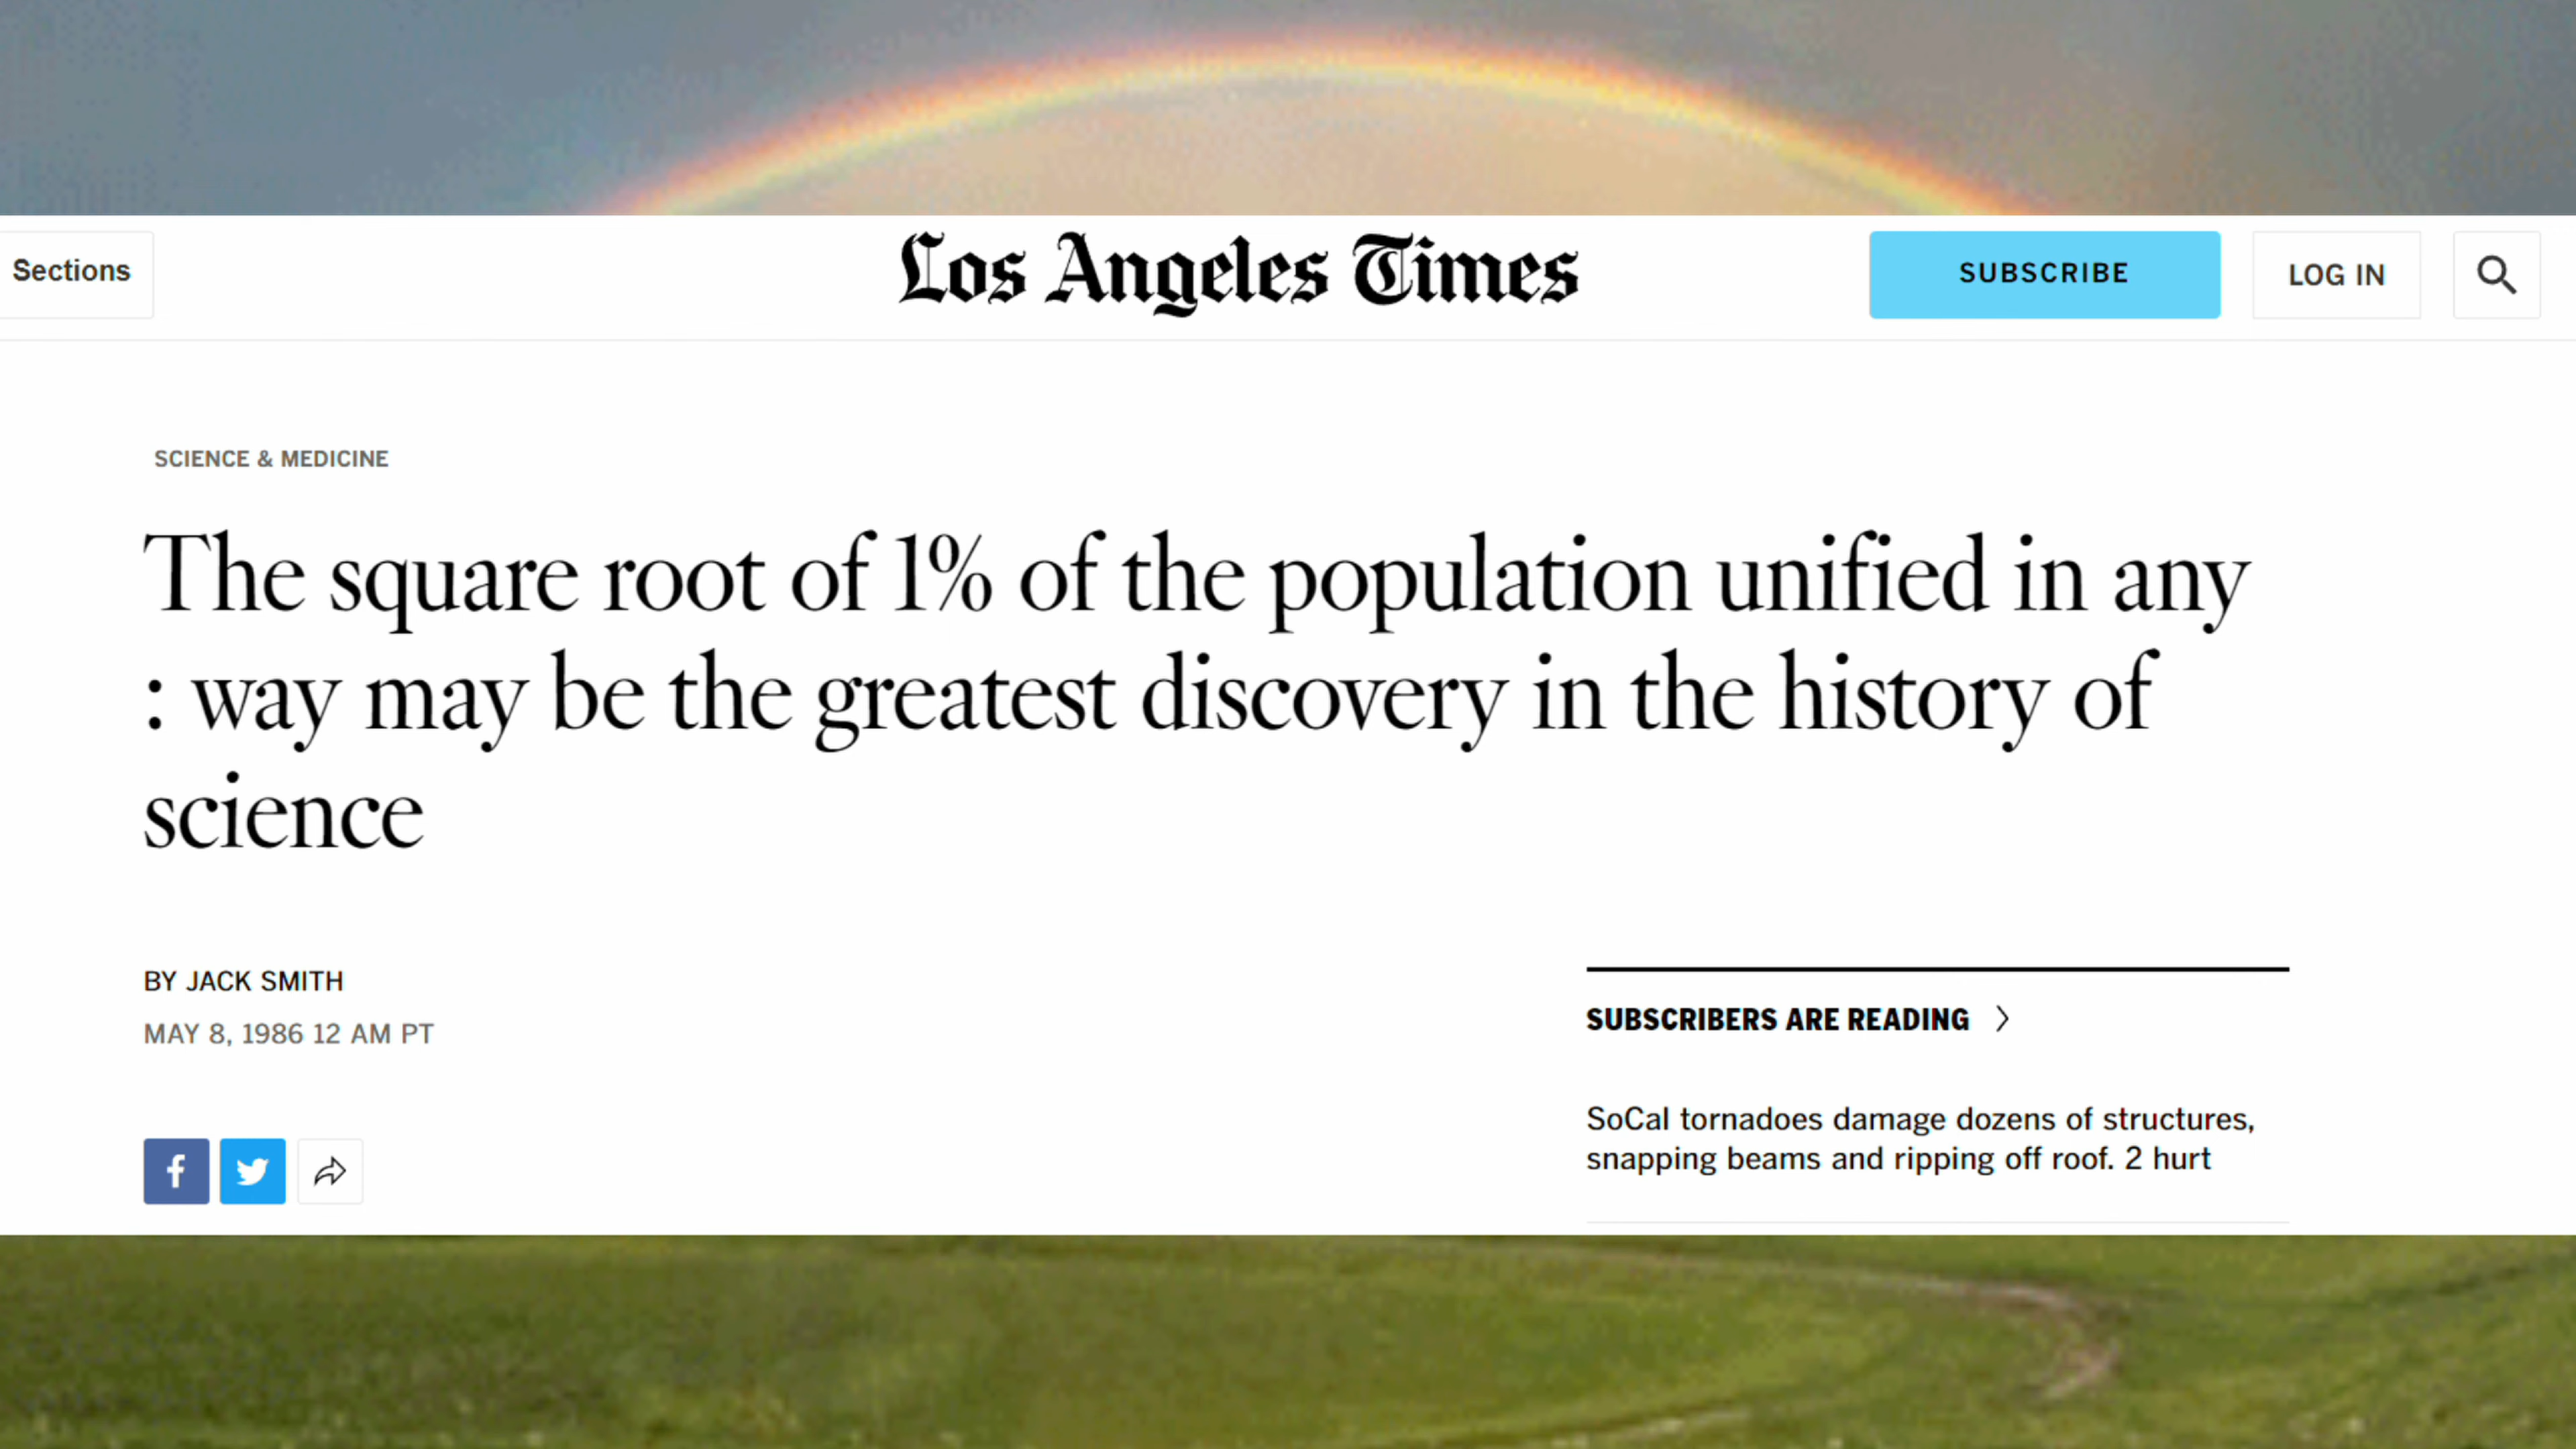 Sections
Los Angeles Times
SUBSCRIBE
LOG IN
SCIENCE & MEDICINE
The square root of 1% of the population unified in any
: way may be the greatest discovery in the history of
science
BY JACK SMITH
MAY 8, 1986 12 AM PT
SUBSCRIBERS ARE READING
SoCal tornadoes damage dozens of structures,
snapping beams and ripping off roof. 2 hurt